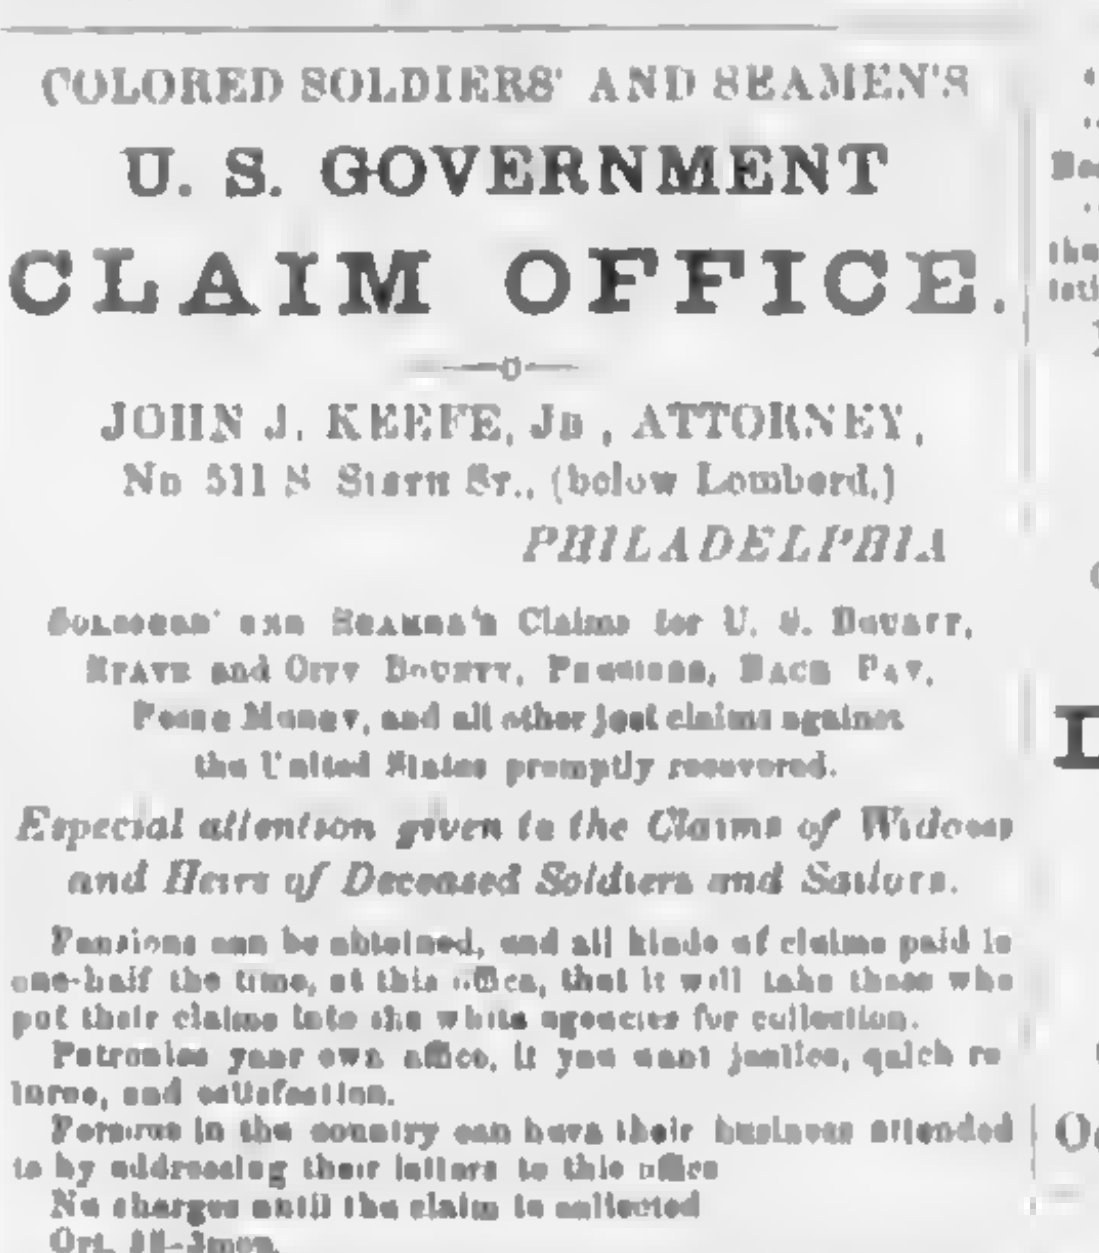 COLORED SOLDIERS' AND SEAMEN'S
U. S. GOVERNMENT
CLAIM OFFICE.
JOHN J. KEEFE, JR, ATTORNEY,
No 511 S SIXTH ST., (below Lombard,)
PHILADELPHIA
SOLDIERS' AND SEAMEN'S Claims for U. S. BOUNTY,
STATE and CITY BOUNTY, PENSIONS, BACK PAY,
PRIZE MONEY, and all other just claims against
the United States promptly recovered.
Especial attention given to the Claims of Widows
and Heirs of Deceased Soldiers and Sailors.
Pensions can be obtained, and all kinds of claims paid in
one-half the time, at this office, that it will take those who
put their claims into the white agencies for collection.
Patronize your own office, if you want justice, quick re
turns, and satisfaction.
Persons in the country can have their business attended
to by addressing their letters to this office
No charges until the claim is collected
Oct.